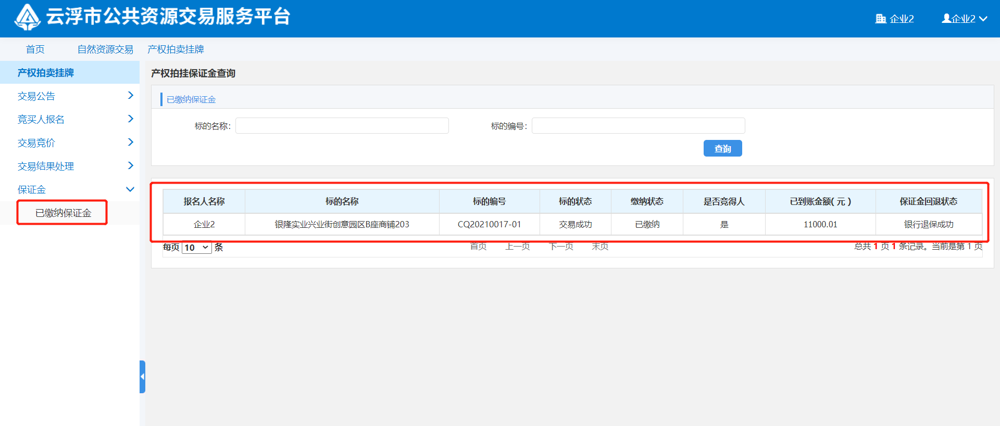 云浮市公共资源交易服务平台
企业2
企业2
首页 自然资源交易 产权拍卖挂牌
产权拍卖挂牌
交易公告
竞买人报名
交易竞价
交易结果处理
保证金
已缴纳保证金
产权拍挂保证金查询
已缴纳保证金
标的名称: 标的编号:
查询
报名人名称 标的名称 标的编号 标的状态 缴纳状态 是否竞得人 已到账金额( 元 ) 保证金回退状态
企业2 银隆实业兴业街创意园区B座商铺203 CQ20210017-01 交易成功 已缴纳 是 11000.01 银行退保成功
每页 10 条 首页 上一页 下一页 末页 总共 1 页 1 条记录。当前是第 1 页